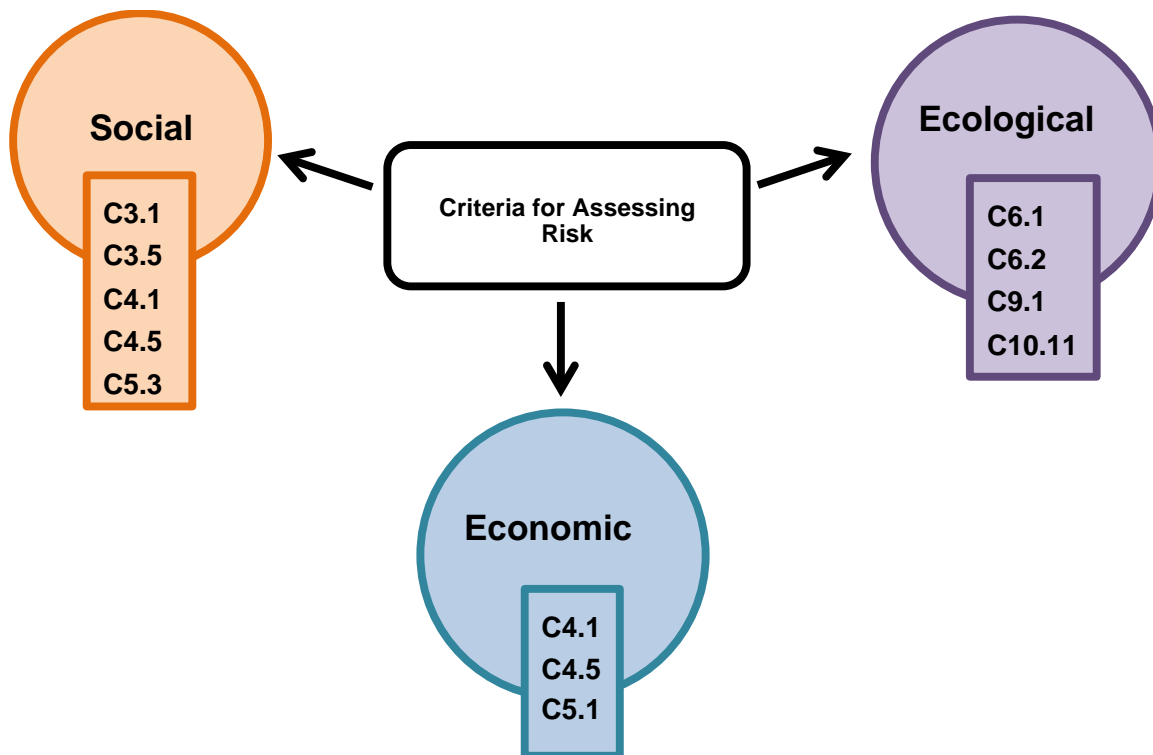 Social
C3.1
C3.5
C4.1
C4.5
C5.3
Criteria for Assessing
Risk
Ecological
C6.1
C6.2
C9.1
C10.11
Economic
C4.1
C4.5
C5.1